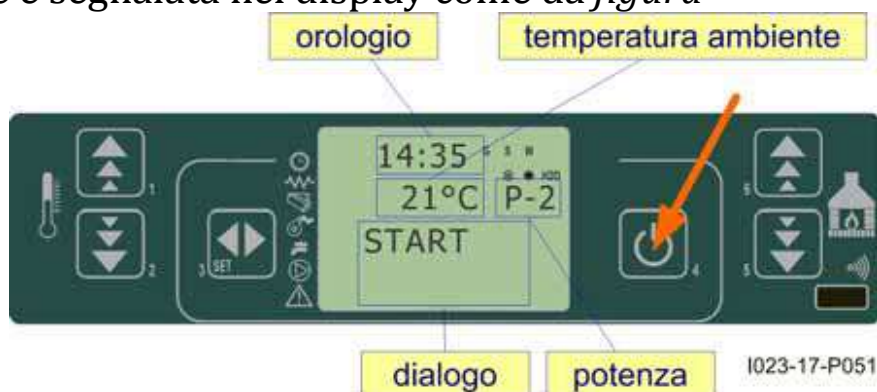 e segnalata nel display come da figura
orologio
temperatura ambiente
14:35
G S M
21°C
P-2
START
1
2
3
SET
4
6
5
dialogo
potenza
I023-17-P051